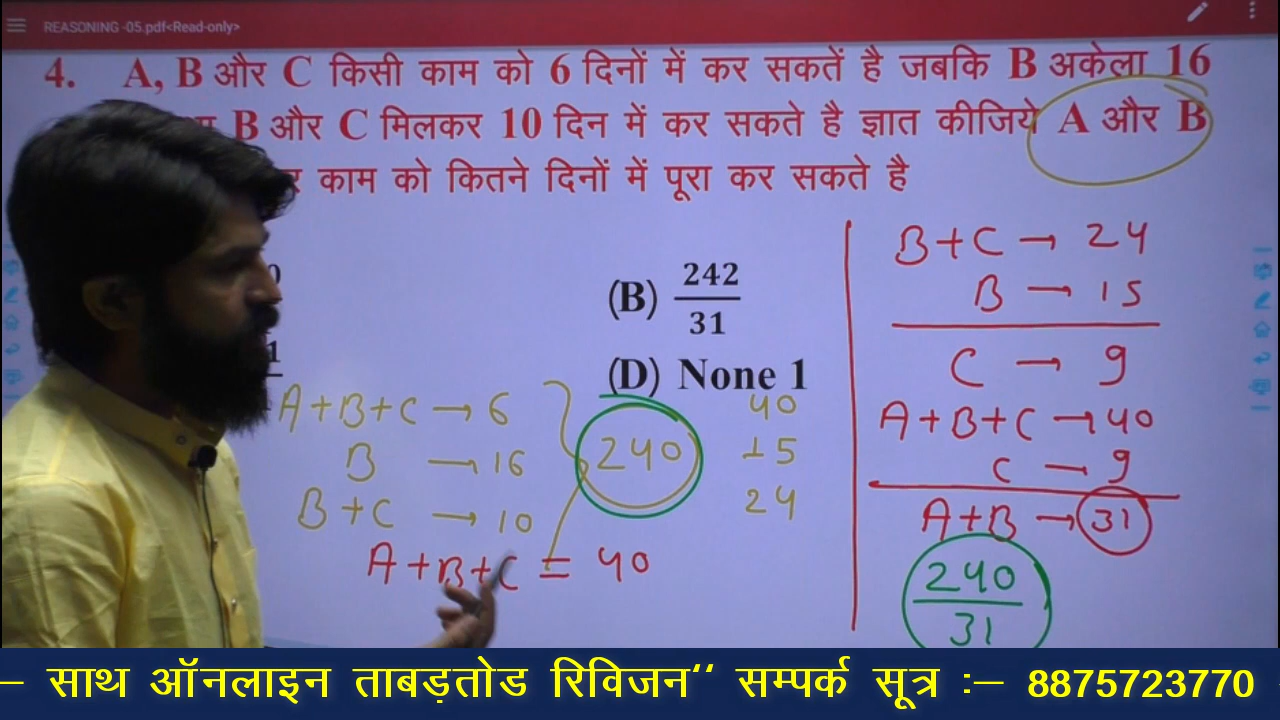 REASONING -05.pdf<Read-only>
4. A, B और C किसी काम को 6 दिनों में कर सकतें है जबकि B अकेला 16
B और C मिलकर 10 दिन में कर सकते है ज्ञात कीजिये A और B
काम को कितने दिनों में पूरा कर सकते है
(B) 242/31
(D) None 1
A+B+C → 6
B → 16
B+C → 10
240
40
15
24
A+B+C = 40
B+C → 24
B → 15
C → 9
A+B+C → 40
C → 9
A+B → 31
240/31
– साथ ऑनलाइन ताबड़तोड रिविजन‘‘ सम्पर्क सूत्र :– 8875723770